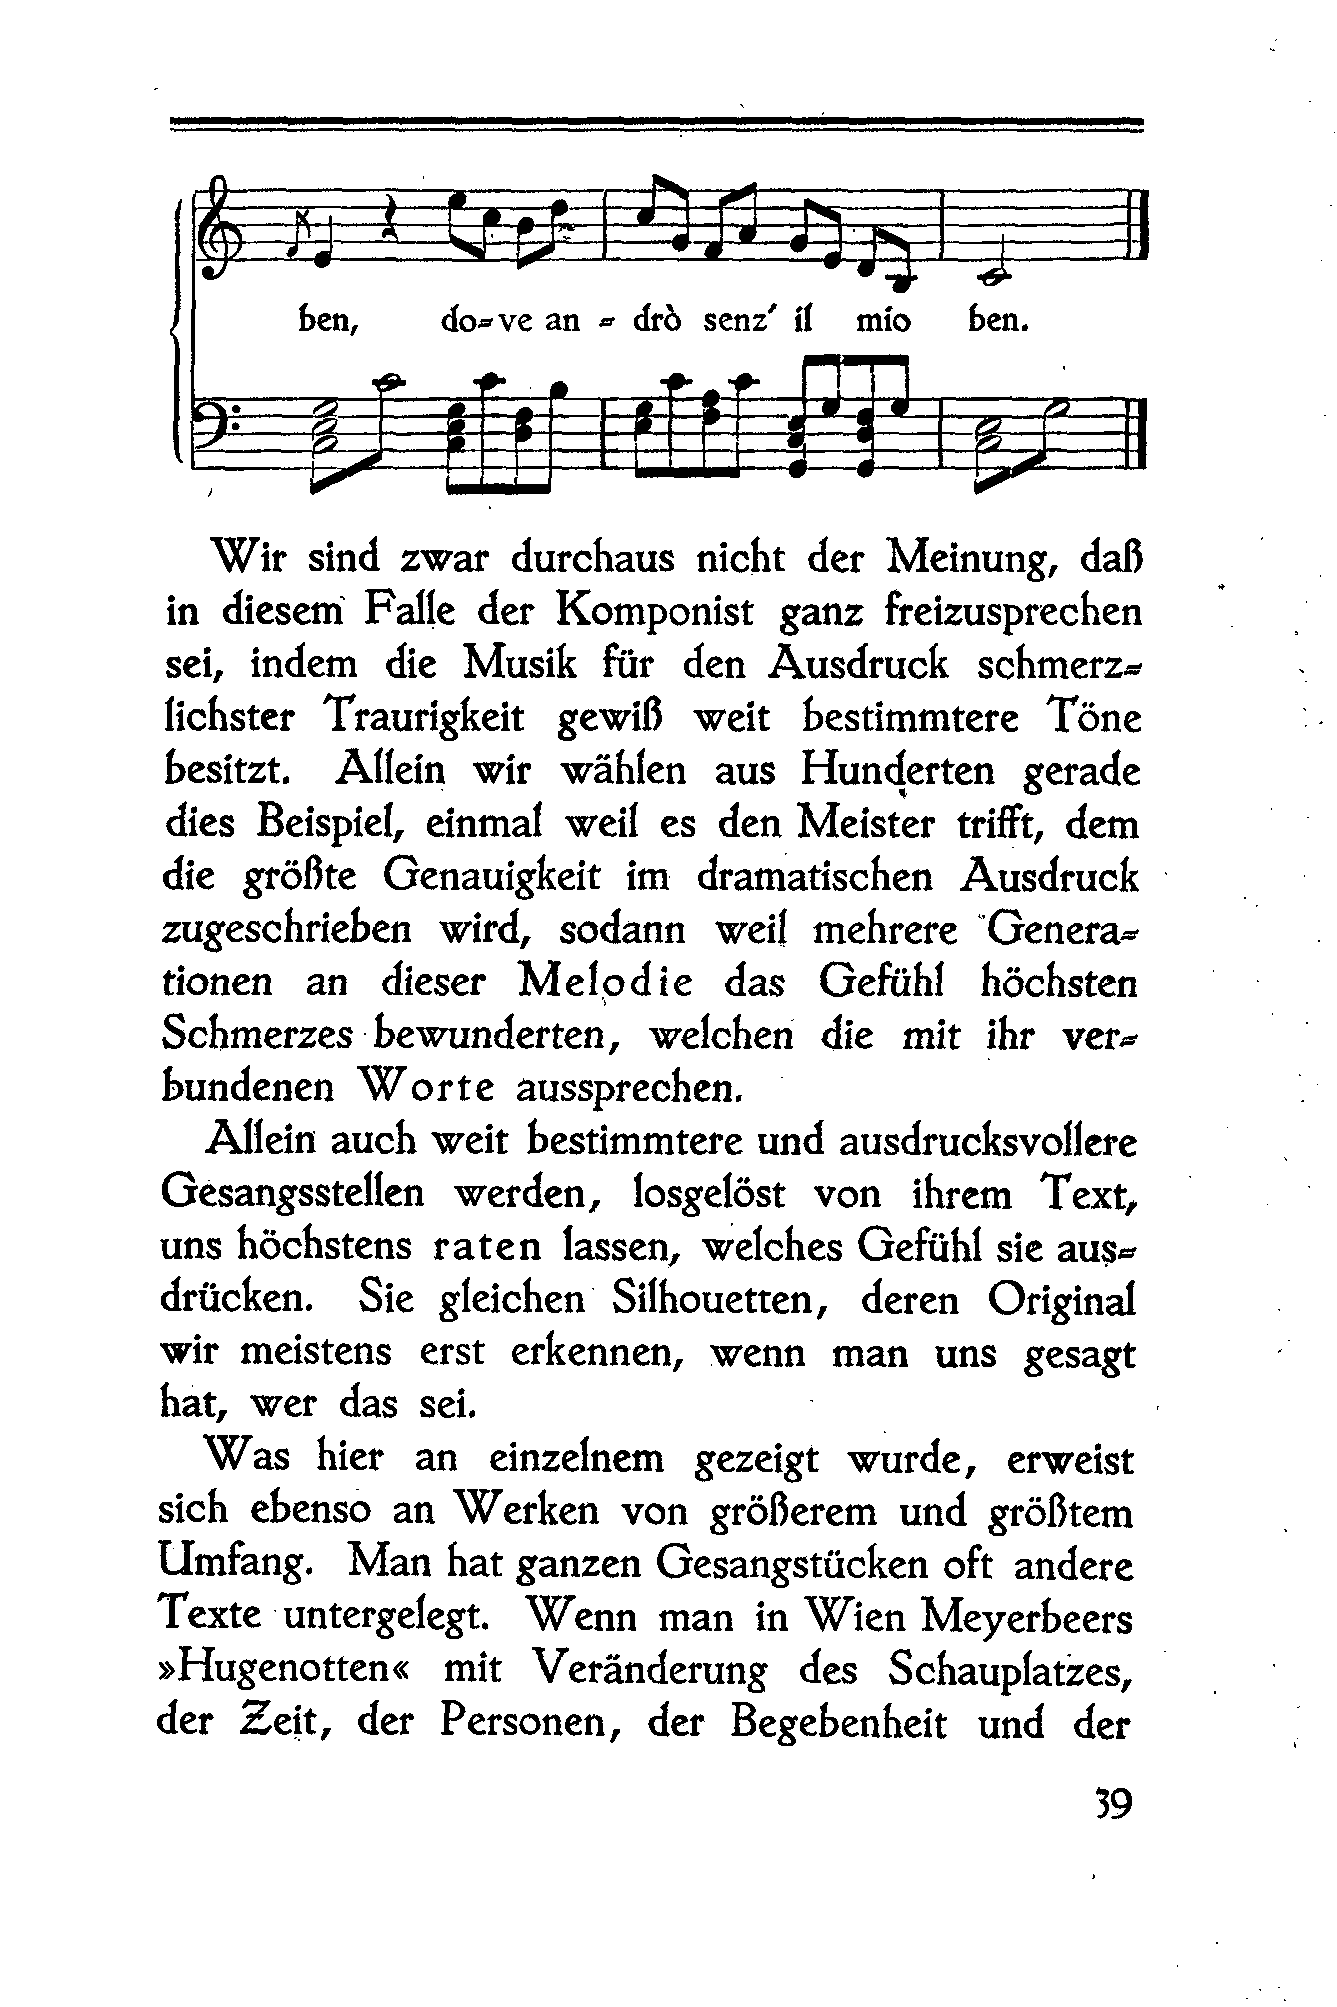 ben, do-ve an - drò senz' il mio ben.
Wir sind zwar durchaus nicht der Meinung, daß
in diesem Falle der Komponist ganz freizusprechen
sei, indem die Musik für den Ausdruck schmerz-
lichster Traurigkeit gewiß weit bestimmtere Töne
besitzt. Allein wir wählen aus Hunderten gerade
dies Beispiel, einmal weil es den Meister trifft, dem
die größte Genauigkeit im dramatischen Ausdruck
zugeschrieben wird, sodann weil mehrere Genera-
tionen an dieser Melodie das Gefühl höchsten
Schmerzes bewunderten, welchen die mit ihr ver-
bundenen Worte aussprechen.
Allein auch weit bestimmtere und ausdrucksvollere
Gesangsstellen werden, losgelöst von ihrem Text,
uns höchstens raten lassen, welches Gefühl sie aus-
drücken. Sie gleichen Silhouetten, deren Original
wir meistens erst erkennen, wenn man uns gesagt
hat, wer das sei.
Was hier an einzelnem gezeigt wurde, erweist
sich ebenso an Werken von größerem und größtem
Umfang. Man hat ganzen Gesangstücken oft andere
Texte untergelegt. Wenn man in Wien Meyerbeers
»Hugenotten« mit Veränderung des Schauplatzes,
der Zeit, der Personen, der Begebenheit und der
39